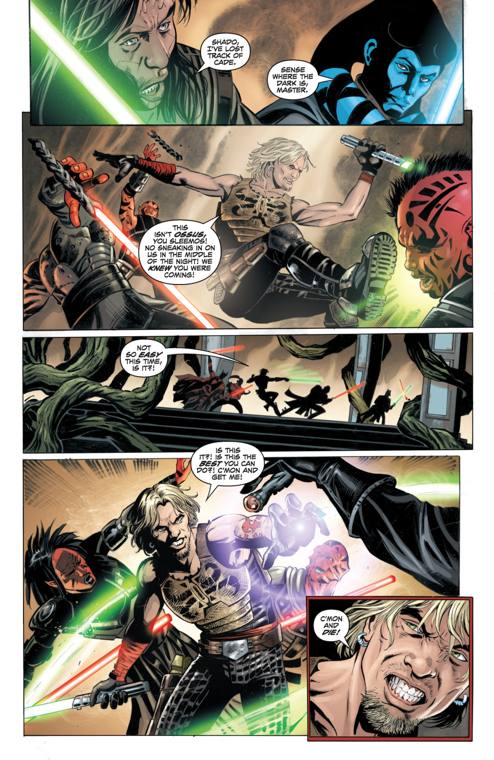 SHADO,
I'VE LOST
TRACK OF
CADE.
SENSE
WHERE THE
DARK IS,
MASTER.
THIS
ISN'T OSSUS,
YOU SLEEMOS!
NO SNEAKING IN ON
US IN THE MIDDLE
OF THE NIGHT! WE
KNEW YOU WERE
COMING!
NOT
SO EASY
THIS TIME,
IS IT?!
IS THIS
IT?! IS THIS THE
BEST YOU CAN
DO?! C'MON AND
GET ME!
C'MON
AND
DIE!